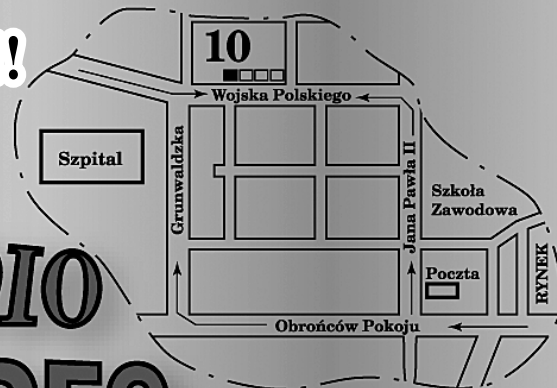 !
10
Wojska Polskiego
Szpital
Grunwaldzka
Jana Pawła II
Szkoła
Zawodowa
Poczta
RYNEK
Obrońców Pokoju